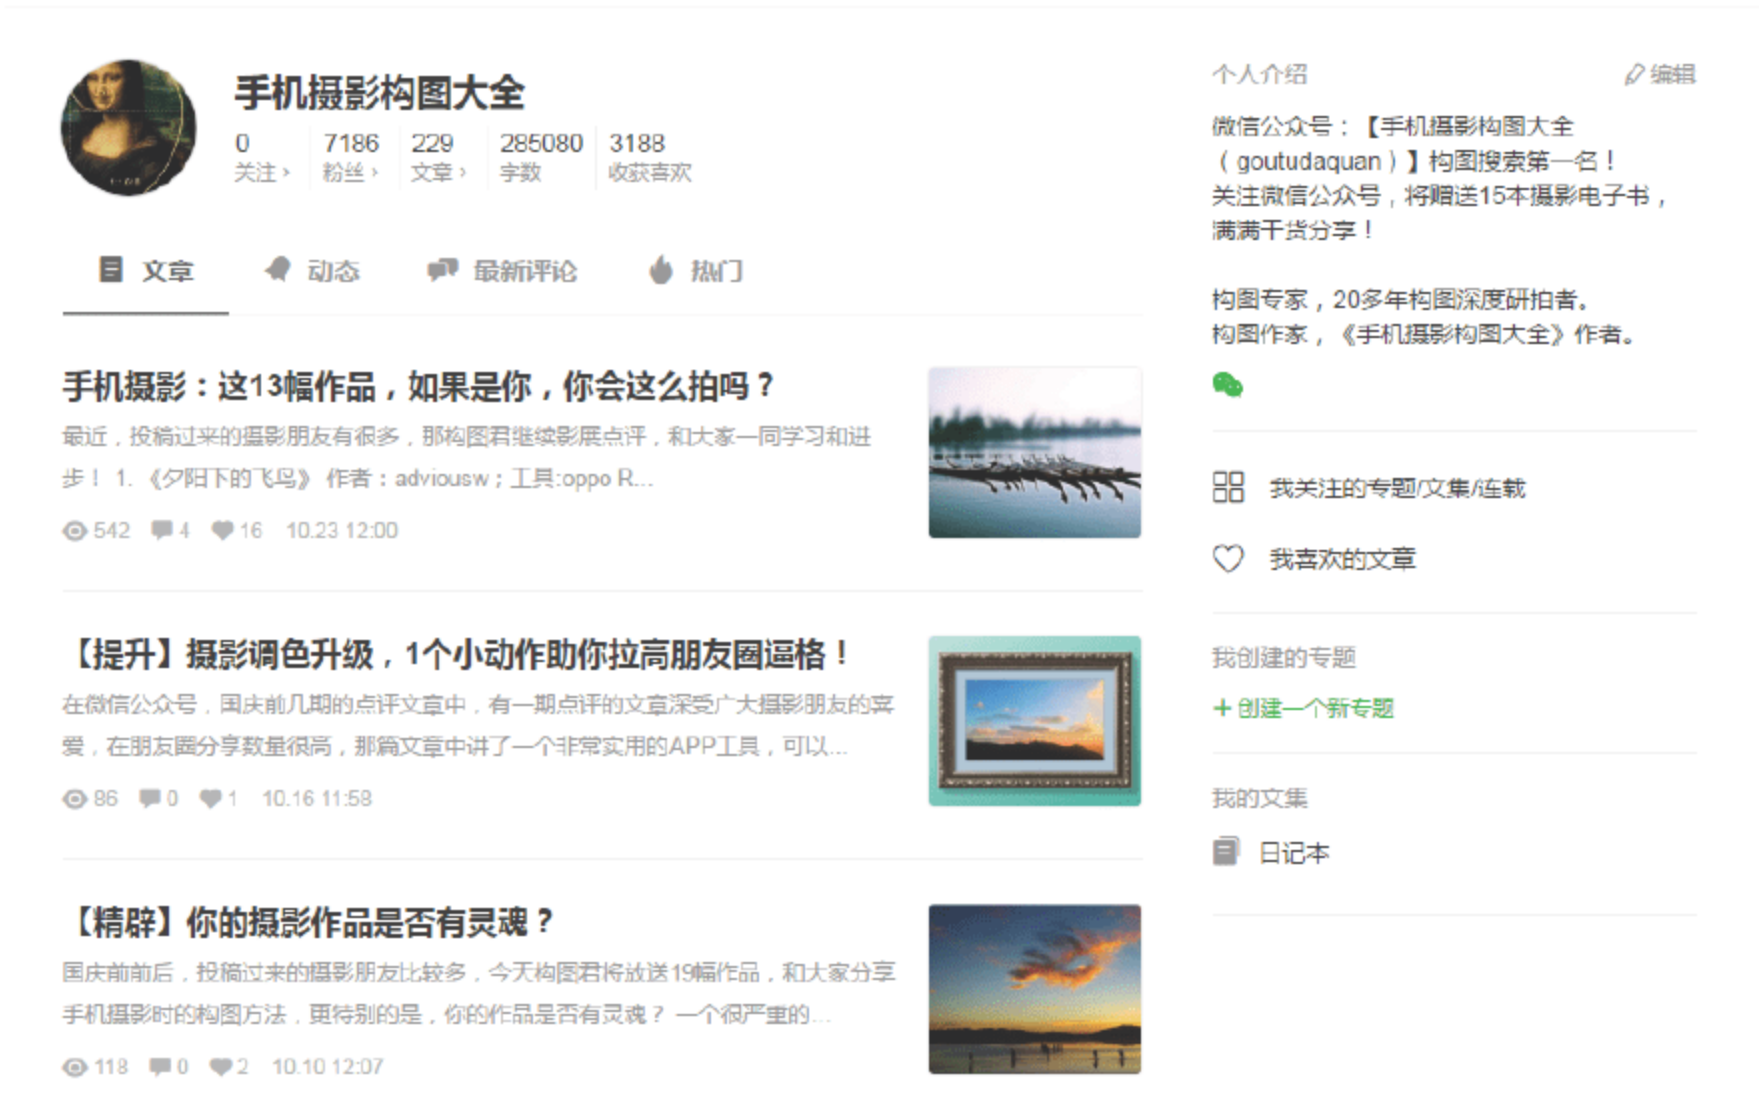 手机摄影构图大全
0 7186 229 285080 3188
关注 粉丝 文章 字数 收获喜欢
文章 动态 最新评论 热门
手机摄影：这13幅作品，如果是你，你会这么拍吗？
最近，投稿过来的摄影朋友有很多，那构图君继续影展点评，和大家一同学习和进
步！ 1. 《夕阳下的飞鸟》 作者：adviousw；工具:oppo R...
542 4 16 10.23 12:00
【提升】摄影调色升级，1个小动作助你拉高朋友圈逼格！
在微信公众号，国庆前几期的点评文章中，有一期点评的文章深受广大摄影朋友的喜
爱，在朋友圈分享数量很高，那篇文章中讲了一个非常实用的APP工具，可以...
86 0 1 10.16 11:58
【精辟】你的摄影作品是否有灵魂？
国庆前前后，投稿过来的摄影朋友比较多，今天构图君将放送19幅作品，和大家分享
手机摄影时的构图方法，更特别的是，你的作品是否有灵魂？ 一个很严重的...
118 0 2 10.10 12:07
个人介绍 编辑
微信公众号：【手机摄影构图大全
（goutudaquan）】构图搜索第一名！
关注微信公众号，将赠送15本摄影电子书，
满满干货分享！
构图专家，20多年构图深度研拍者。
构图作家，《手机摄影构图大全》作者。
我关注的专题/文集/连载
我喜欢的文章
我创建的专题
+ 创建一个新专题
我的文集
日记本